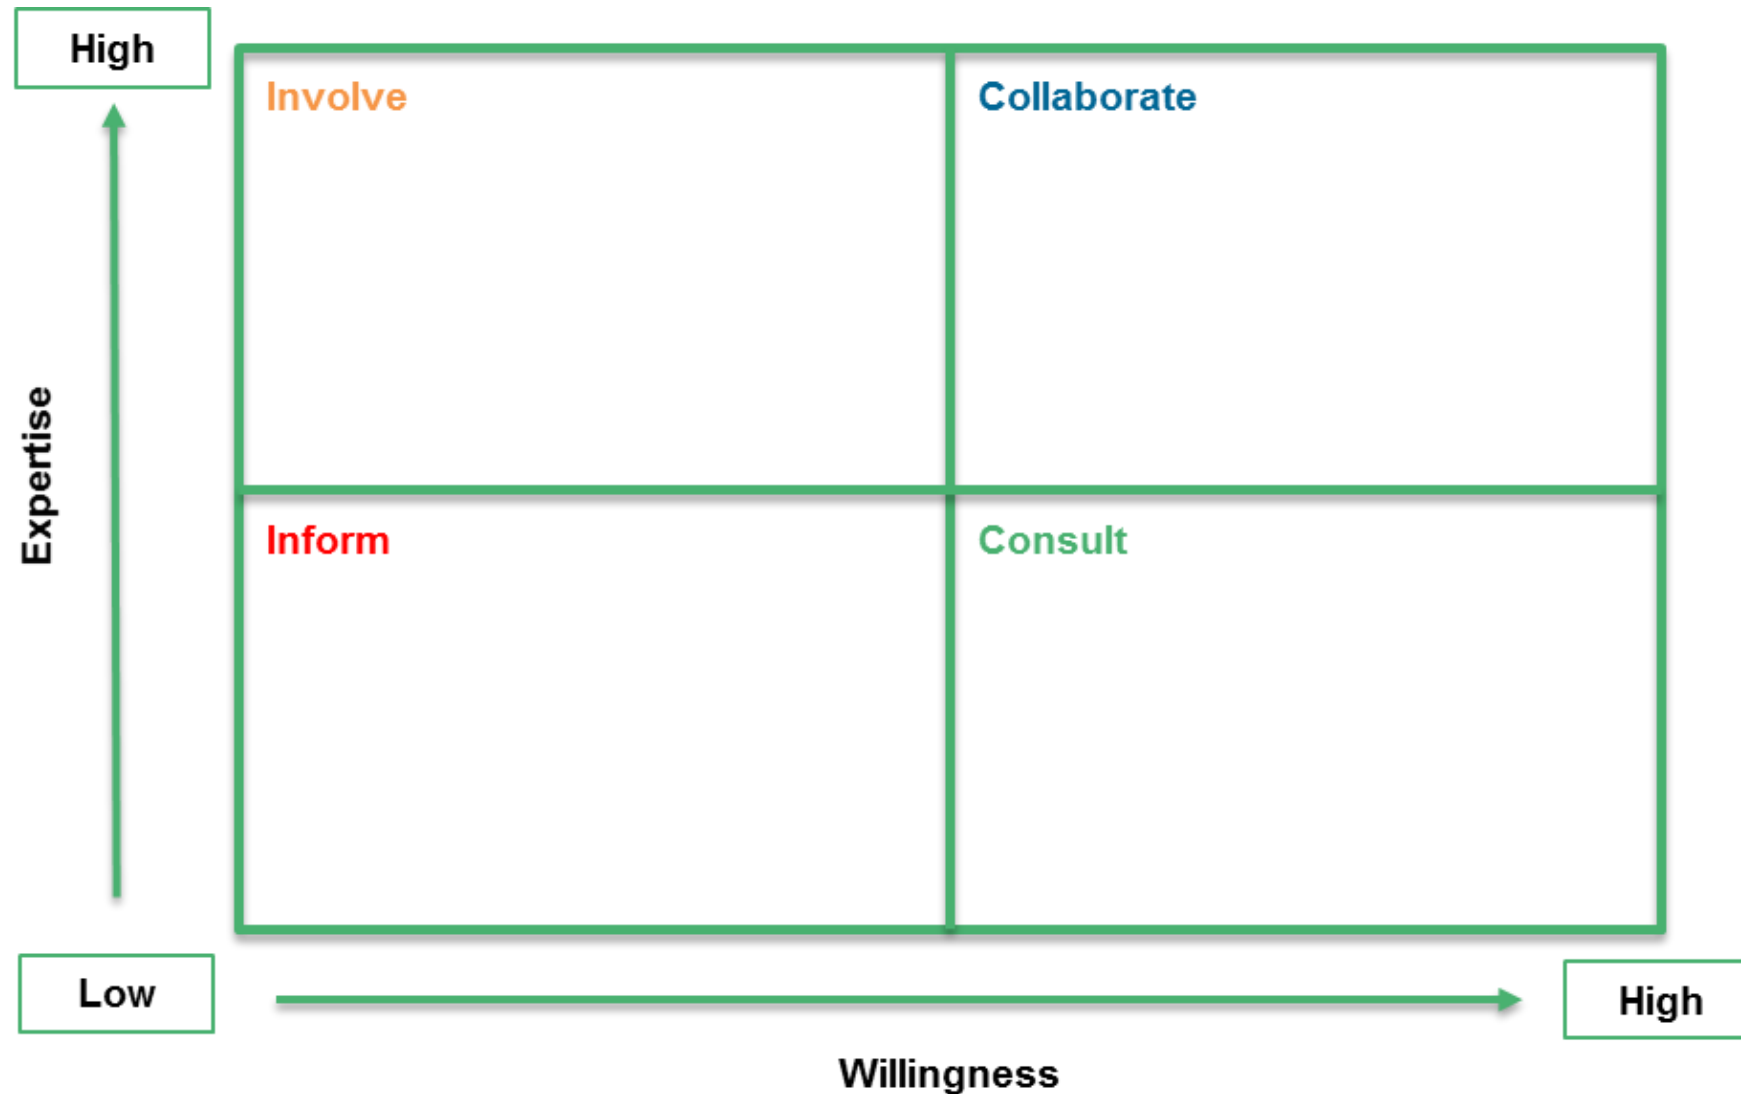 High
Involve
Collaborate
Expertise
Inform
Consult
Low
High
Willingness